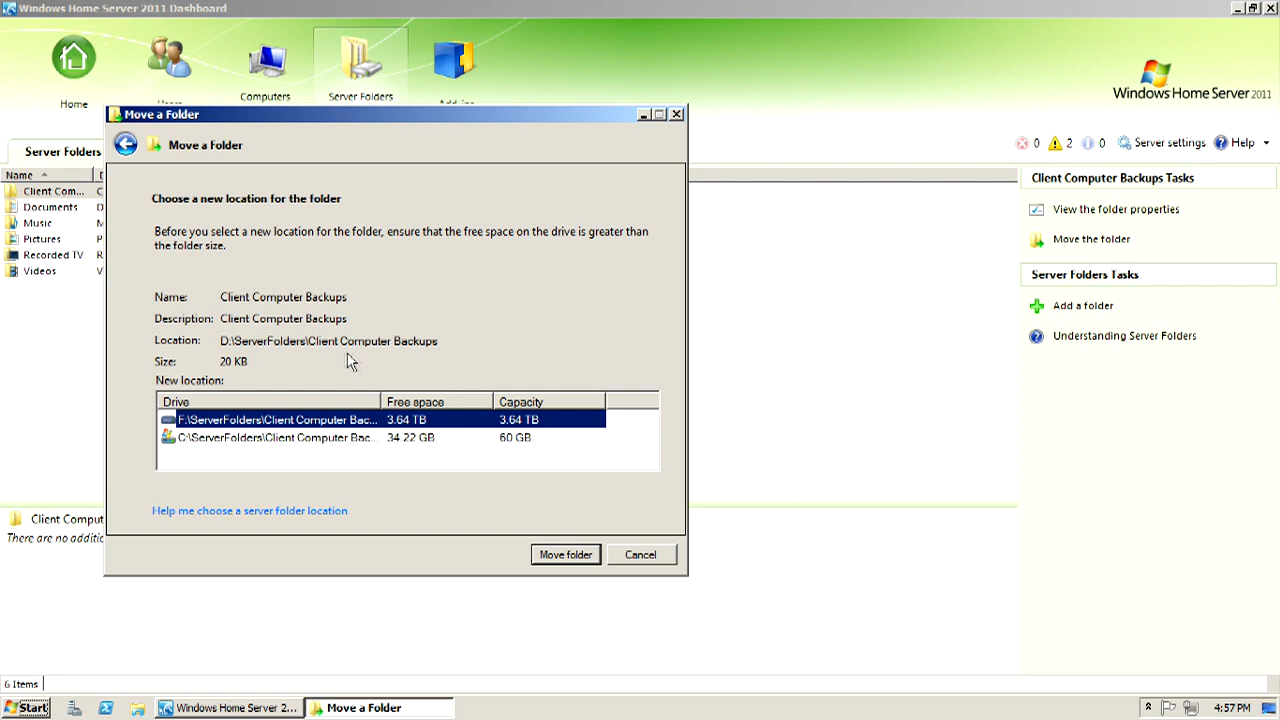 Windows Home Server 2011 Dashboard
Home
Computers
Server Folders
Windows Home Server 2011
Move a Folder
Move a Folder
Server Folders
0 2 0 Server settings Help
Name
Client Com... C
Documents D
Music M
Pictures P
Recorded TV R
Videos V
Choose a new location for the folder
Before you select a new location for the folder, ensure that the free space on the drive is greater than
the folder size.
Name: Client Computer Backups
Description: Client Computer Backups
Location: D:\ServerFolders\Client Computer Backups
Size: 20 KB
New location:
Drive Free space Capacity
F:\ServerFolders\Client Computer Bac... 3.64 TB 3.64 TB
C:\ServerFolders\Client Computer Bac... 34.22 GB 60 GB
Help me choose a server folder location
Move folder Cancel
Client Computer Backups Tasks
View the folder properties
Move the folder
Server Folders Tasks
Add a folder
Understanding Server Folders
Client Comput
There are no additic
6 Items
Start Windows Home Server 2... Move a Folder 4:57 PM